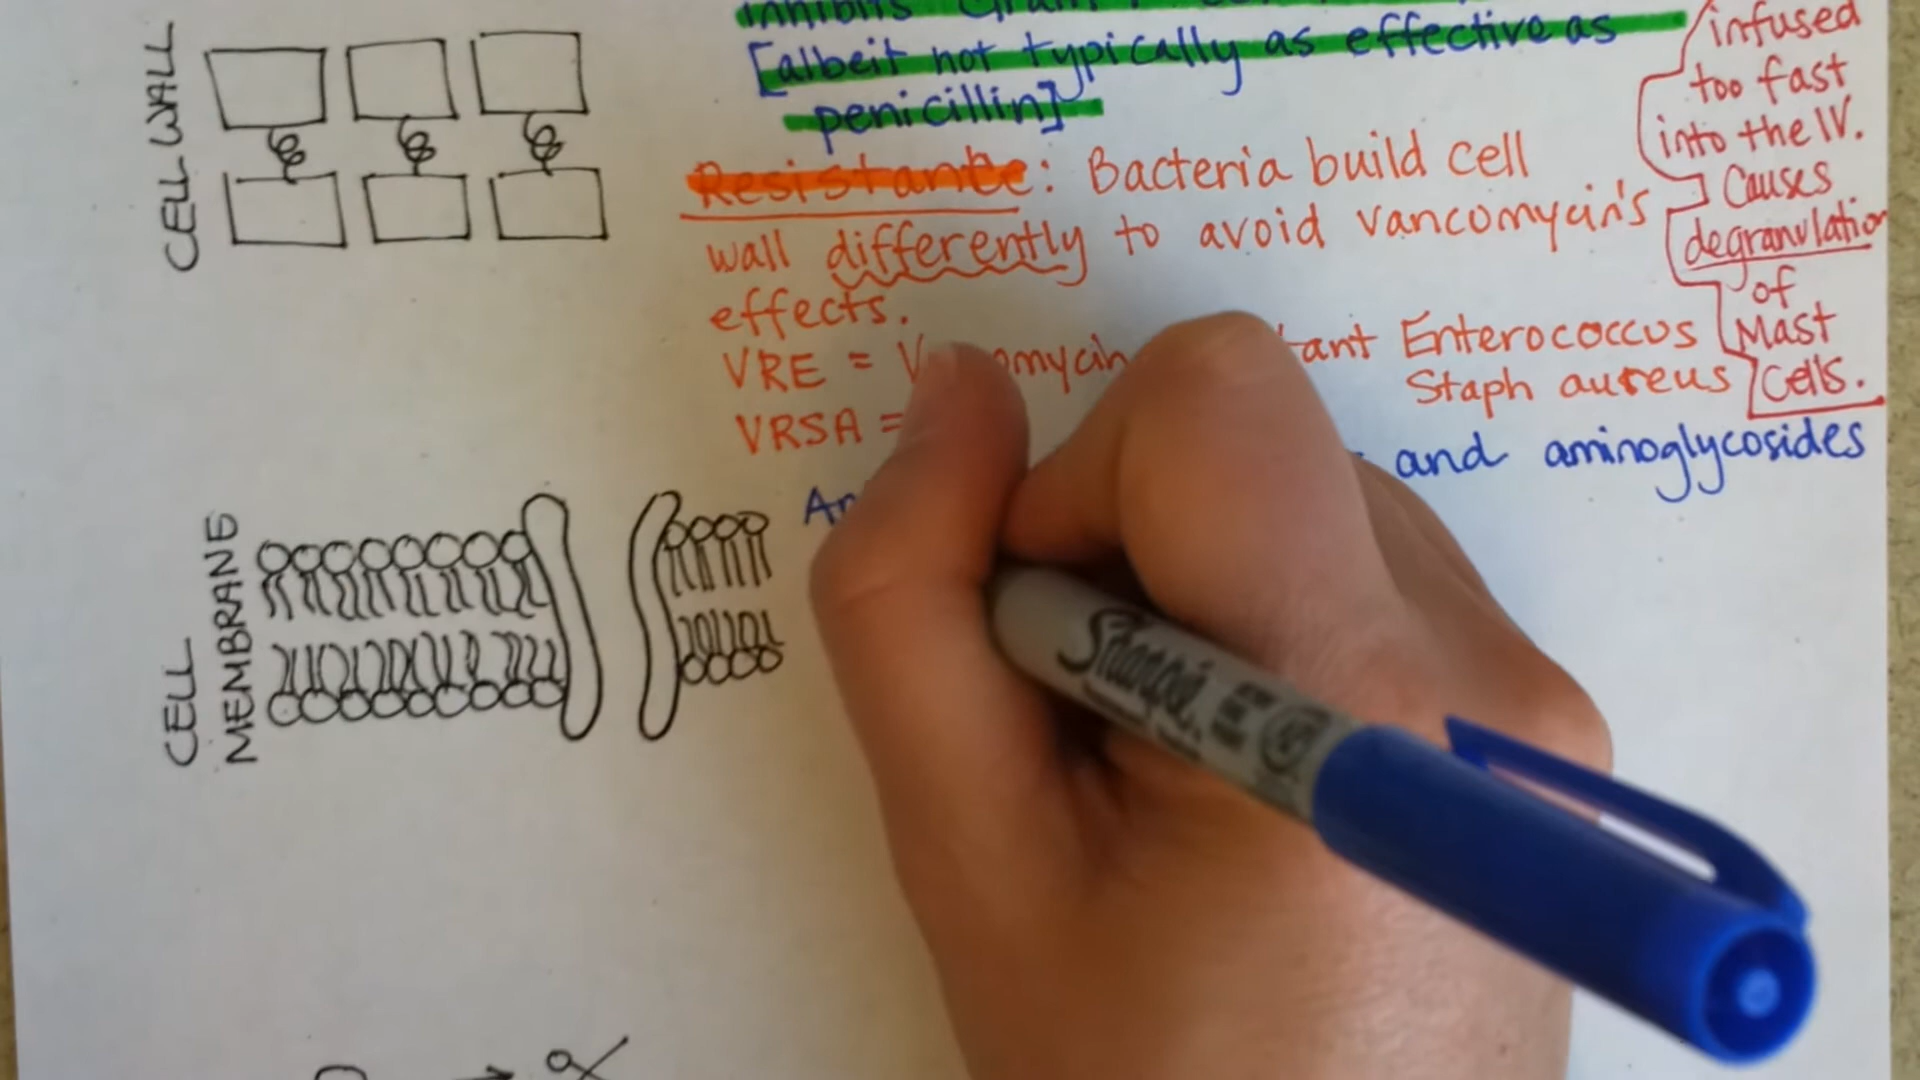 CELL WALL
[albeit not typically as effective as
penicillin]
Resistance: Bacteria build cell
wall differently to avoid vancomycin's
effects.
VRE = Enterococcus
VRSA = Staph aureus
and aminoglycosides
infused
too fast
into the IV.
Causes
degranulation
of
Mast
cells.
CELL
MEMBRANE
Sharpie